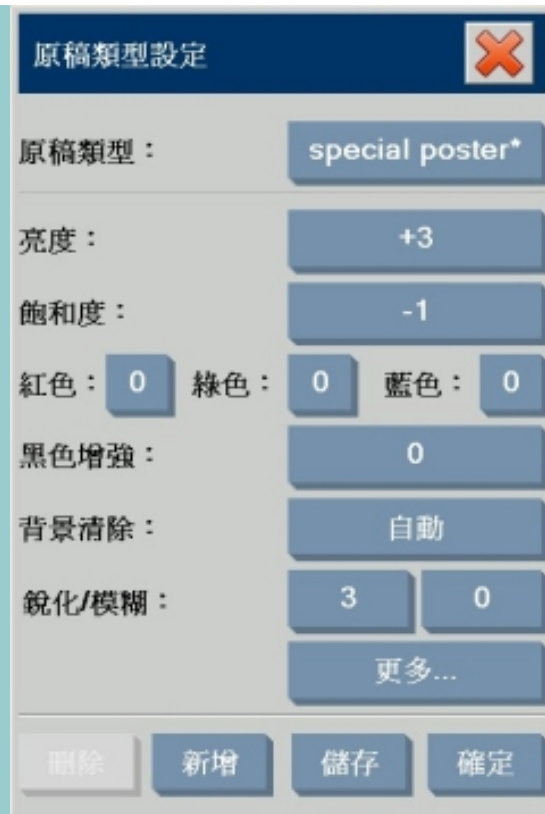 原稿類型設定
原稿類型： special poster*
亮度： +3
飽和度： -1
紅色： 0 綠色： 0 藍色： 0
黑色增強： 0
背景清除： 自動
銳化/模糊： 3 0
更多...
刪除 新增 儲存 確定